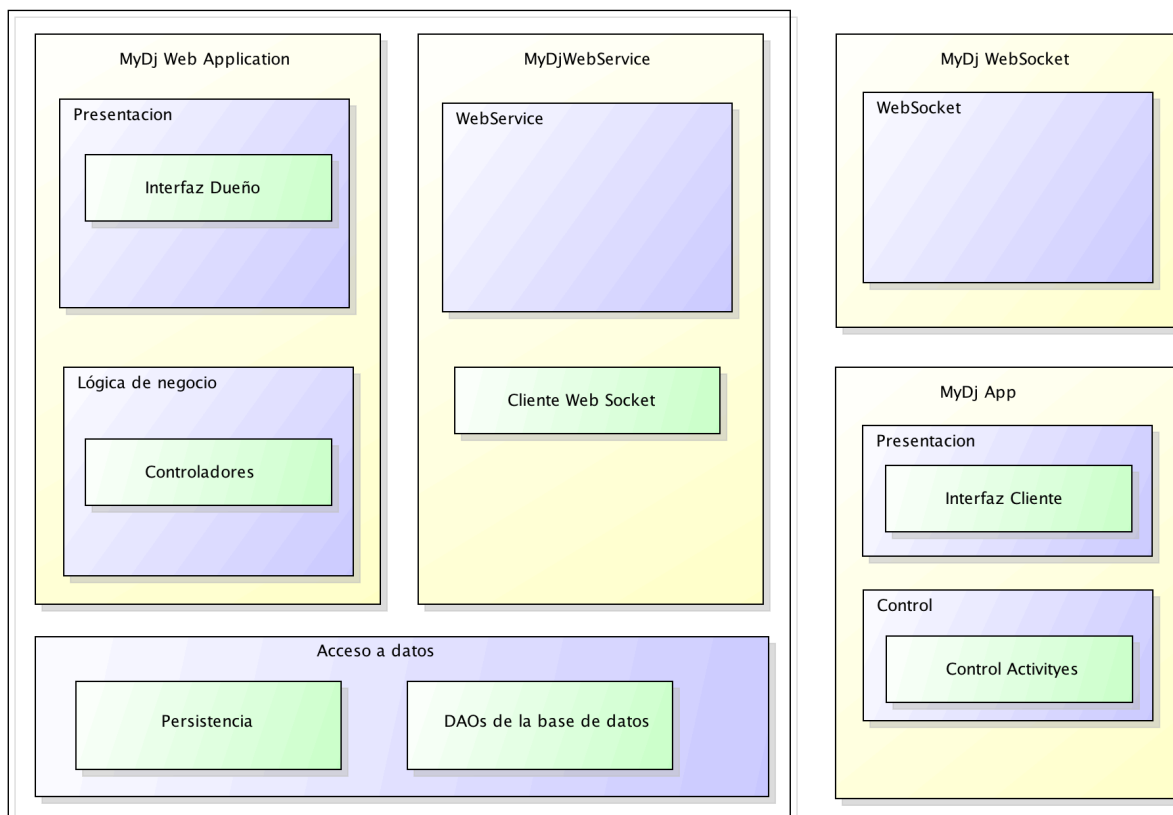 MyDj Web Application
Presentacion
Interfaz Dueño
Lógica de negocio
Controladores
MyDjWebService
WebService
Cliente Web Socket
Acceso a datos
Persistencia
DAOs de la base de datos
MyDj WebSocket
WebSocket
MyDj App
Presentacion
Interfaz Cliente
Control
Control Activityes